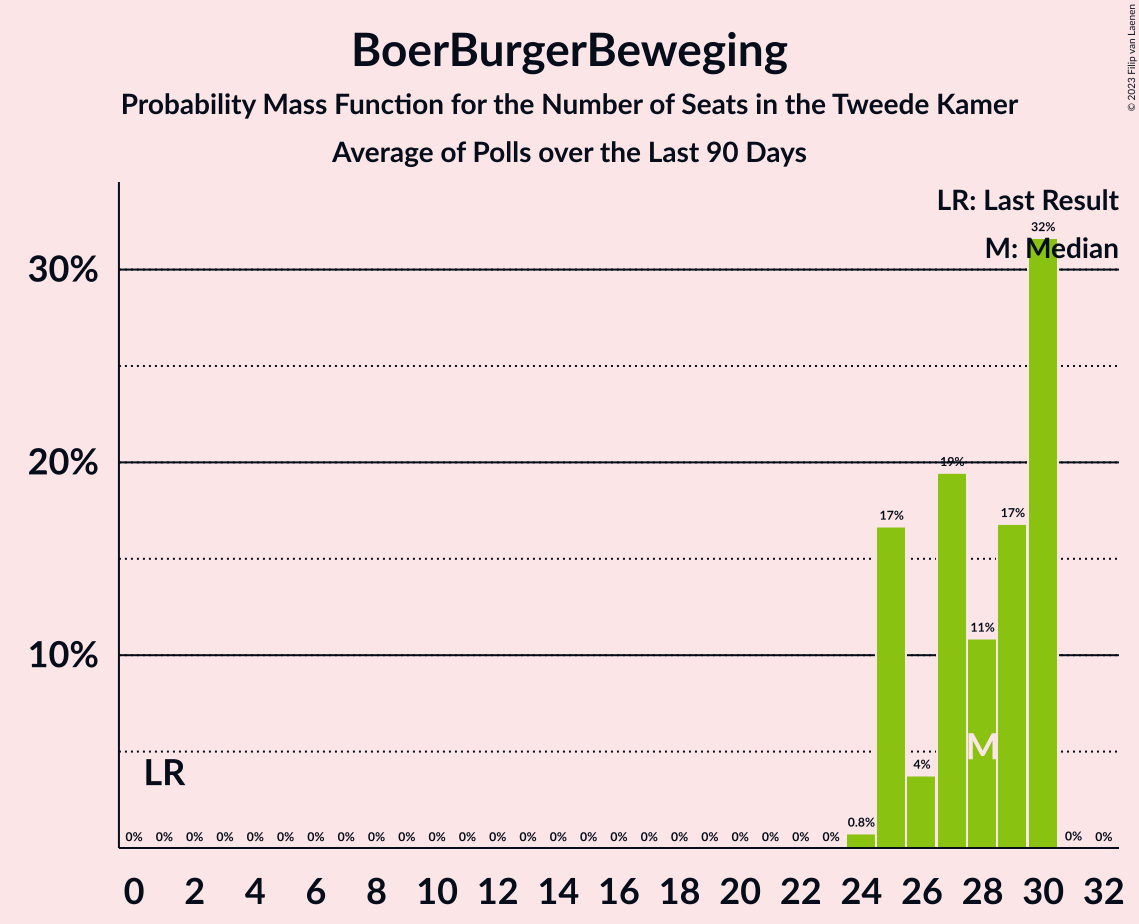 © 2023 Filip van Laenen
BoerBurgerBeweging
Probability Mass Function for the Number of Seats in the Tweede Kamer
Average of Polls over the Last 90 Days
LR: Last Result
32%
M: Median
30%
20%
19%
17%
17%
11%
10%
M
4%
LR
0.8%
0% 0% 0% 0% 0% 0% 0% 0% 0% 0% 0% 0% 0% 0% 0% 0% 0% 0% 0% 0% 0% 0% 0% 0% 0% 0%
0 2 4 6 8 10 12 14 16 18 20 22 24 26 28 30 32